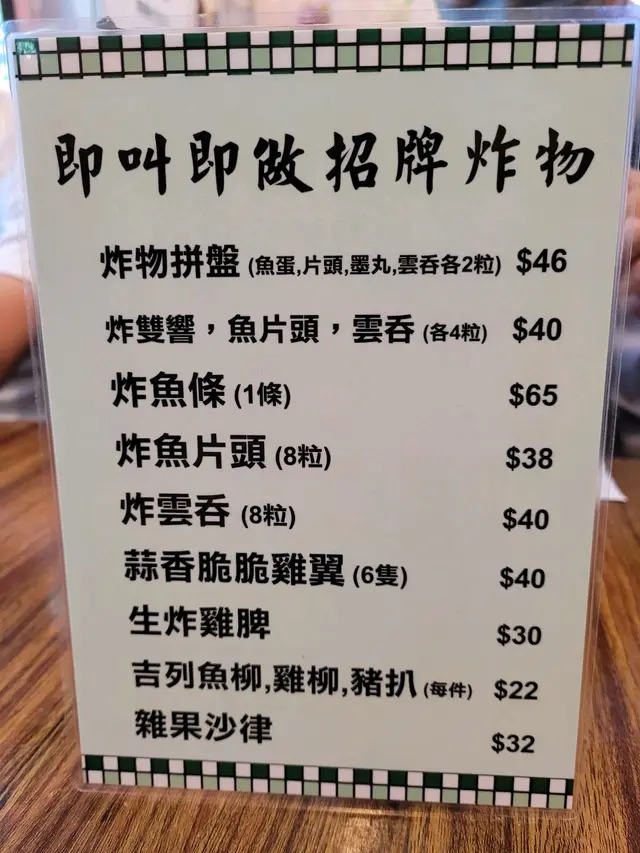 即叫即做招牌炸物
炸物拼盤 (魚蛋,片頭,墨丸,雲吞各2粒) $46
炸雙響，魚片頭，雲吞 (各4粒) $40
炸魚條 (1條) $65
炸魚片頭 (8粒) $38
炸雲吞 (8粒) $40
蒜香脆脆雞翼 (6隻) $40
生炸雞脾 $30
吉列魚柳,雞柳,豬扒 (每件) $22
雜果沙律 $32